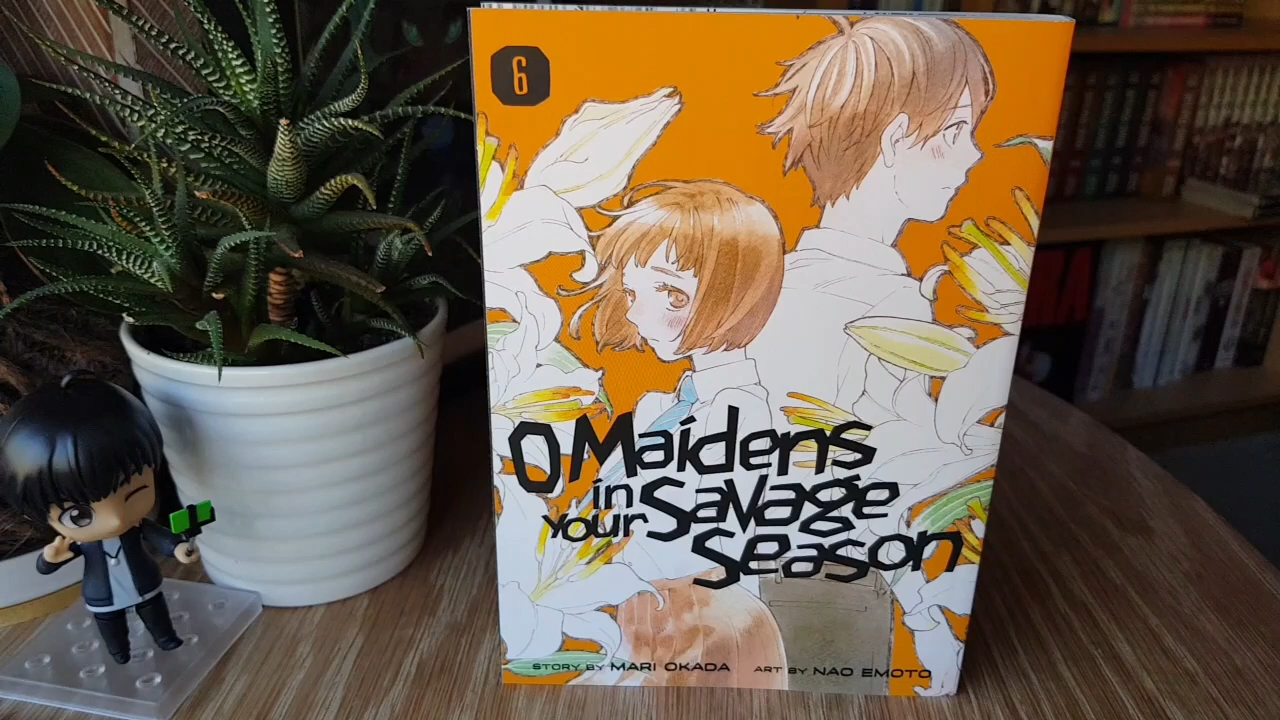 6
O Maidens
in Savage
Your Season
STORY BY MARI OKADA ART BY NAO EMOTO